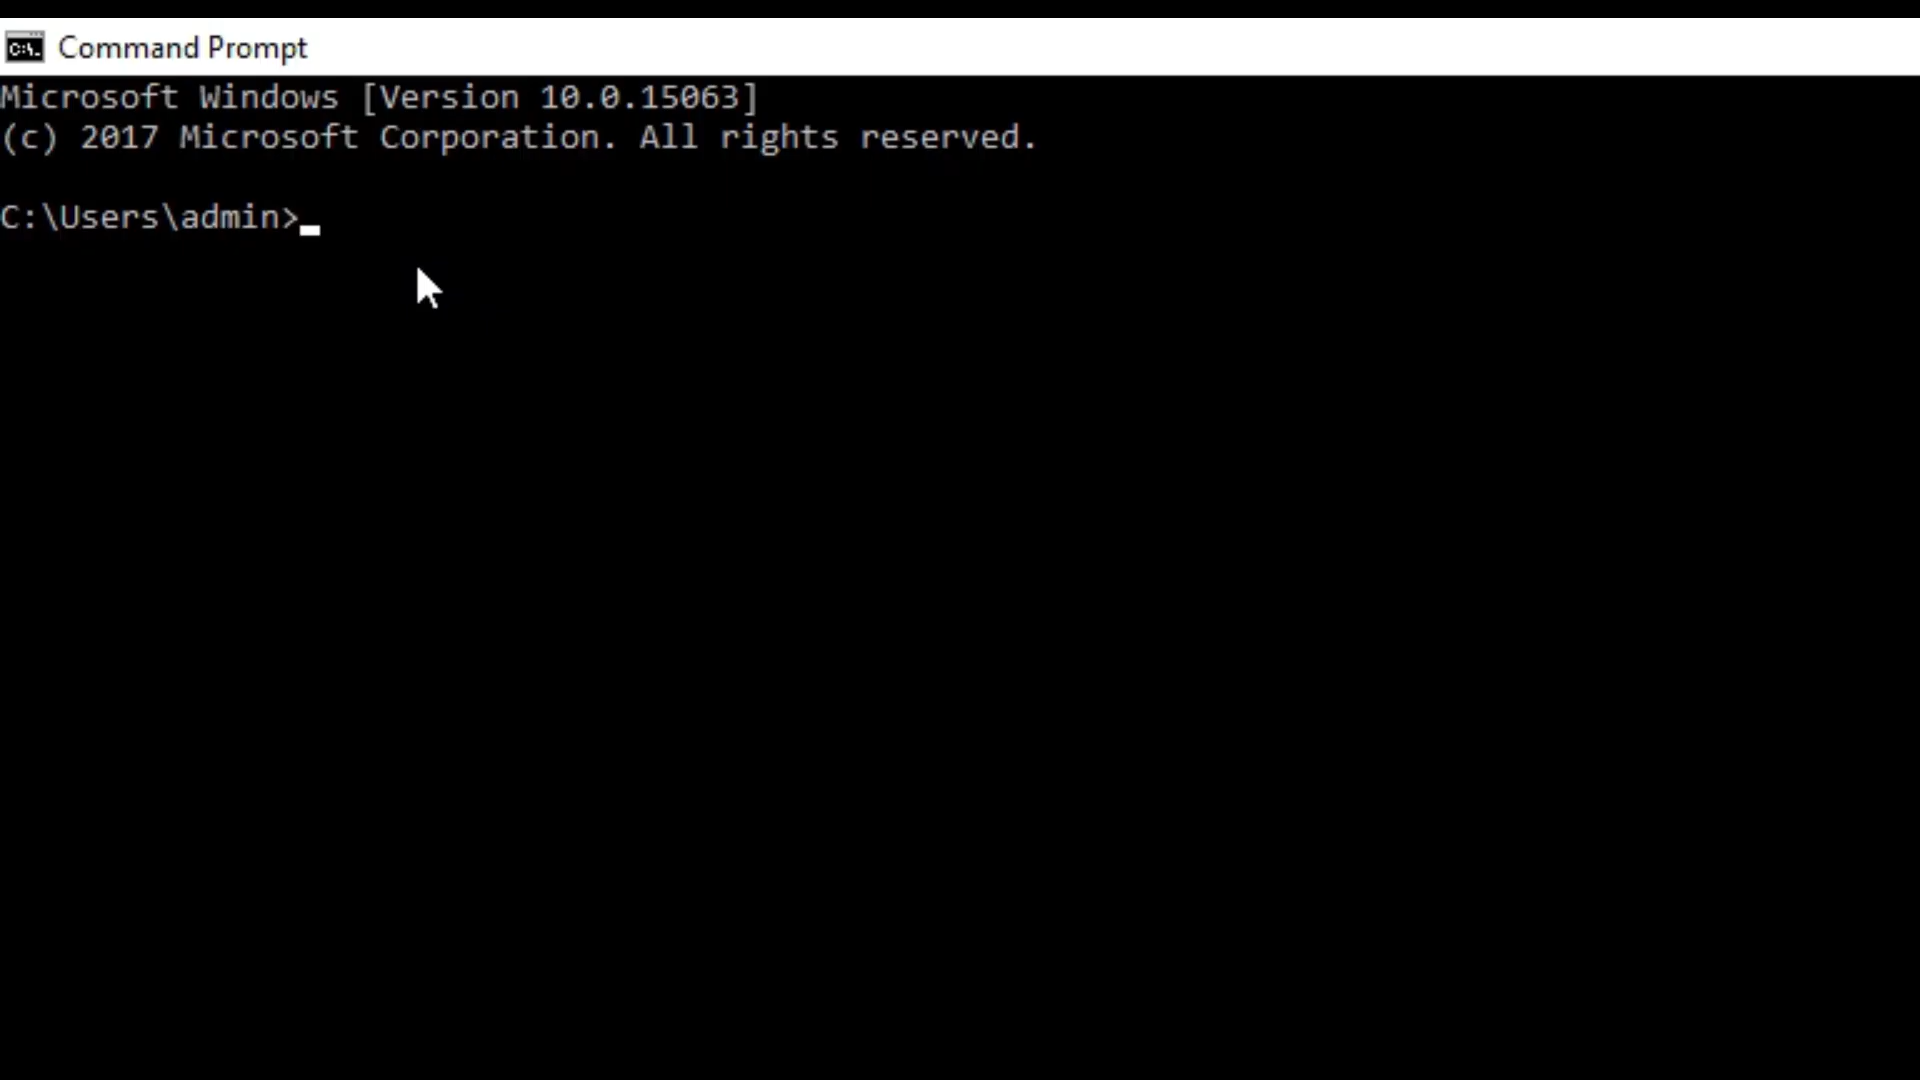 Command Prompt
Microsoft Windows [Version 10.0.15063]
(c) 2017 Microsoft Corporation. All rights reserved.
C:\Users\admin>